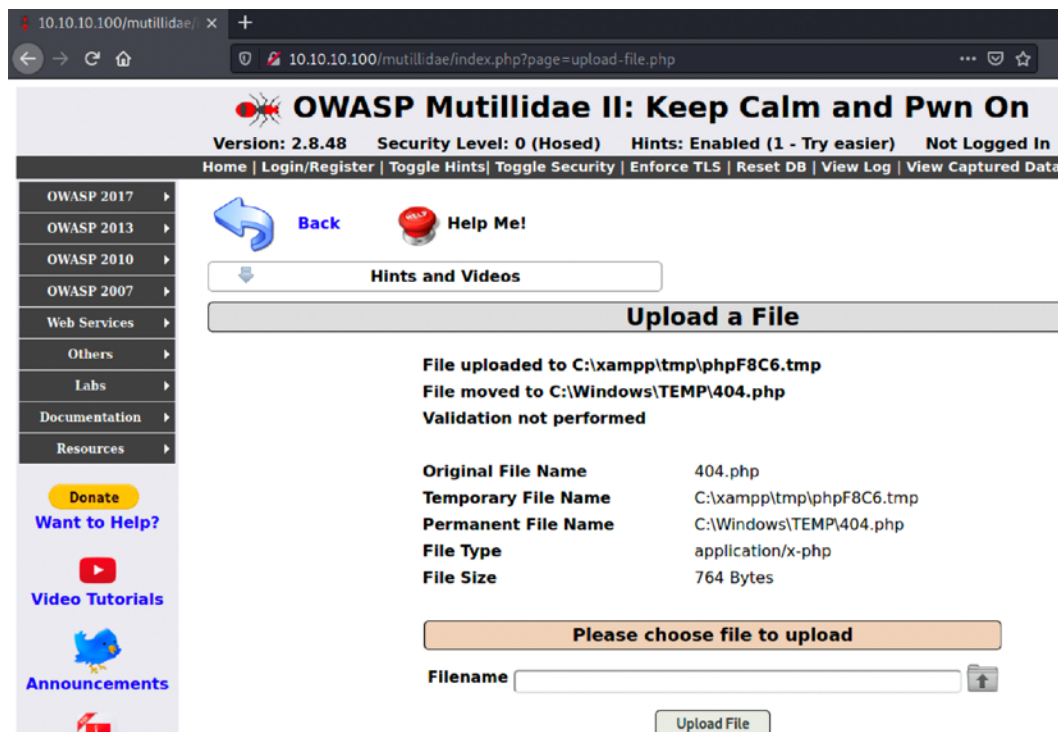 10.10.10.100/mutillidae/
10.10.10.100/mutillidae/index.php?page=upload-file.php
OWASP Mutillidae II: Keep Calm and Pwn On
Version: 2.8.48 Security Level: 0 (Hosed) Hints: Enabled (1 - Try easier) Not Logged In
Home | Login/Register | Toggle Hints| Toggle Security | Enforce TLS | Reset DB | View Log | View Captured Data
OWASP 2017
OWASP 2013
OWASP 2010
OWASP 2007
Web Services
Others
Labs
Documentation
Resources
Donate
Want to Help?
Video Tutorials
Announcements
Back
HELP
Help Me!
Hints and Videos
Upload a File
File uploaded to C:\xampp\tmp\phpF8C6.tmp
File moved to C:\Windows\TEMP\404.php
Validation not performed
Original File Name 404.php
Temporary File Name C:\xampp\tmp\phpF8C6.tmp
Permanent File Name C:\Windows\TEMP\404.php
File Type application/x-php
File Size 764 Bytes
Please choose file to upload
Filename
Upload File